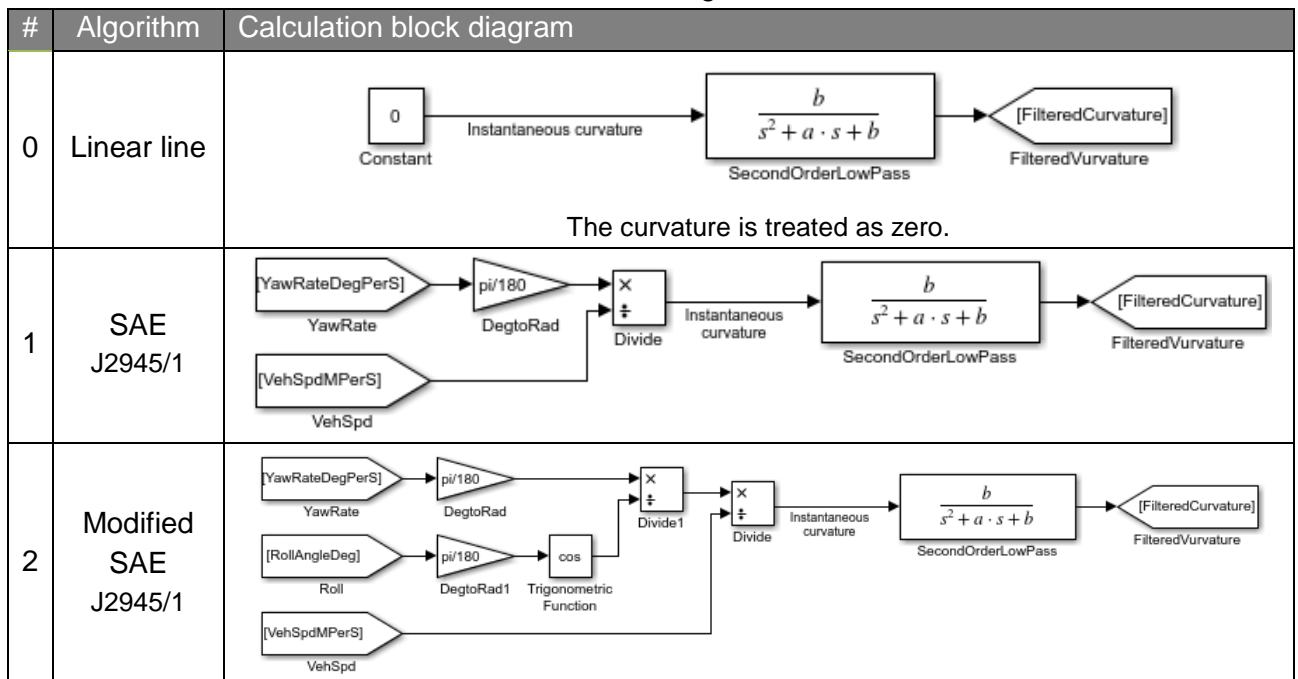 # Algorithm Calculation block diagram
0 Linear line
0
Constant
Instantaneous curvature
b
s² + a · s + b
SecondOrderLowPass
[FilteredCurvature]
FilteredVurvature
The curvature is treated as zero.
1 SAE
J2945/1
[YawRateDegPerS]
YawRate
pi/180
DegtoRad
×
÷
Divide
[VehSpdMPerS]
VehSpd
Instantaneous
curvature
b
s² + a · s + b
SecondOrderLowPass
[FilteredCurvature]
FilteredVurvature
2 Modified
SAE
J2945/1
[YawRateDegPerS]
YawRate
pi/180
DegtoRad
[RollAngleDeg]
Roll
pi/180
DegtoRad1
cos
Trigonometric
Function
×
÷
Divide1
×
÷
Divide
[VehSpdMPerS]
VehSpd
Instantaneous
curvature
b
s² + a · s + b
SecondOrderLowPass
[FilteredCurvature]
FilteredVurvature